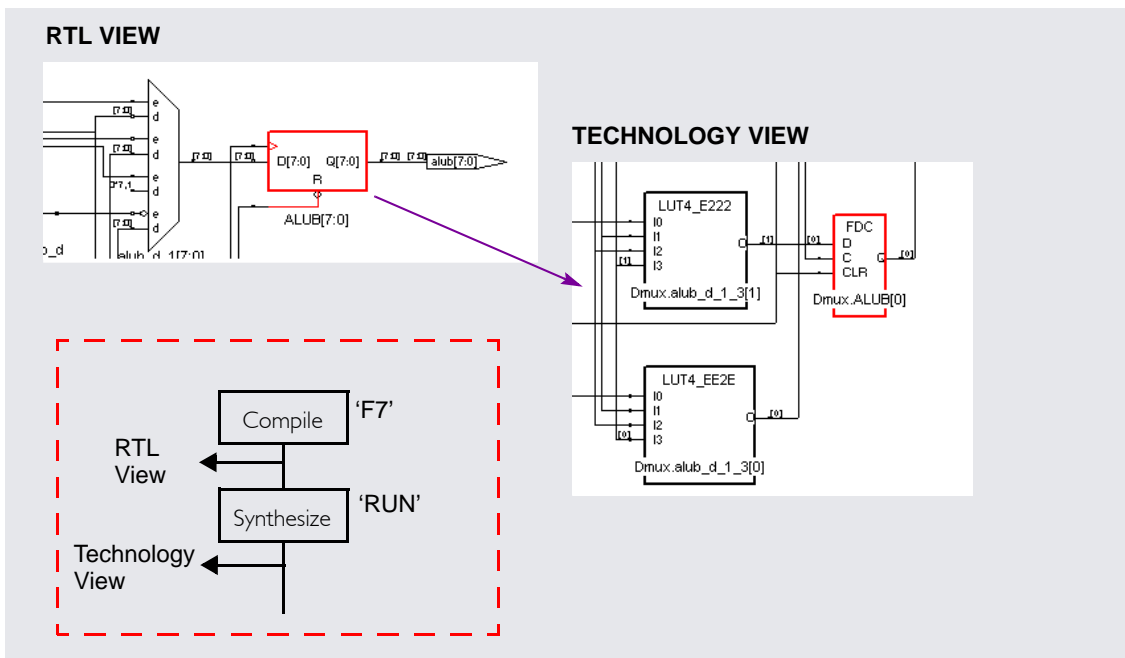 RTL VIEW
e
[7:0]
d
e
[7:0]
d
e
d
e
[7:0]
d
[7:0]
[7:0]
D[7:0] Q[7:0]
R
ALUB[7:0]
[7:0] [7:0]
alub[7:0]
TECHNOLOGY VIEW
LUT4_E222
I0
I1
I2
[1] I3
O
[1]
Dmux.alub_d_1_3[1]
[0]
FDC
D
C Q
CLR
[0]
Dmux.ALUB[0]
LUT4_EE2E
I0
I1
I2
[0] I3
O
[0]
Dmux.alub_d_1_3[0]
Compile
'F7'
RTL
View
Synthesize
'RUN'
Technology
View